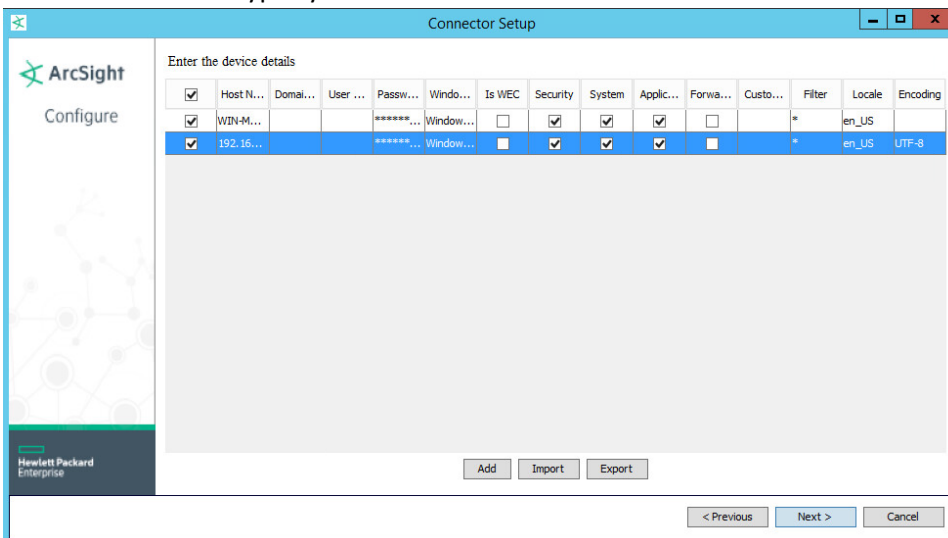 Connector Setup
ArcSight
Configure
Enter the device details
Host N... Domai... User ... Passw... Windo... Is WEC Security System Applic... Forwa... Custo... Filter Locale Encoding
WIN-M... ******... Window... * en_US
192.16... ******... Window... * en_US UTF-8
Hewlett Packard
Enterprise
Add Import Export
< Previous Next > Cancel